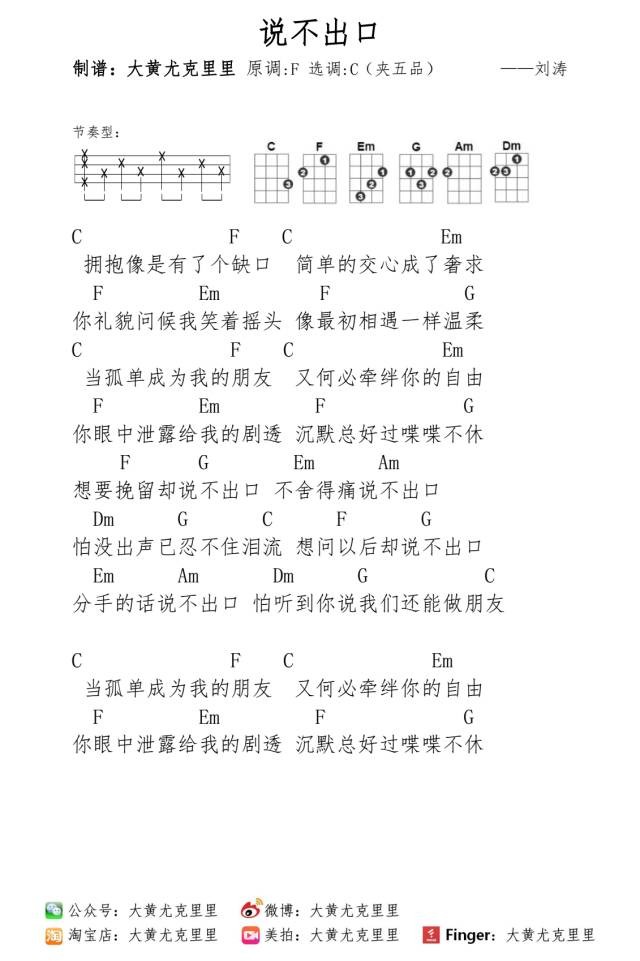 说不出口
制谱：大黄尤克里里 原调:F 选调:C（夹五品） ——刘涛
节奏型：
C F Em G Am Dm
C F C Em
拥抱像是有了个缺口 简单的交心成了奢求
F Em F G
你礼貌问候我笑着摇头 像最初相遇一样温柔
C F C Em
当孤单成为我的朋友 又何必牵绊你的自由
F Em F G
你眼中泄露给我的剧透 沉默总好过喋喋不休
F G Em Am
想要挽留却说不出口 不舍得痛说不出口
Dm G C F G
怕没出声已忍不住泪流 想问以后却说不出口
Em Am Dm G C
分手的话说不出口 怕听到你说我们还能做朋友
C F C Em
当孤单成为我的朋友 又何必牵绊你的自由
F Em F G
你眼中泄露给我的剧透 沉默总好过喋喋不休
公众号：大黄尤克里里 微博：大黄尤克里里
淘宝店：大黄尤克里里 美拍：大黄尤克里里 Finger：大黄尤克里里